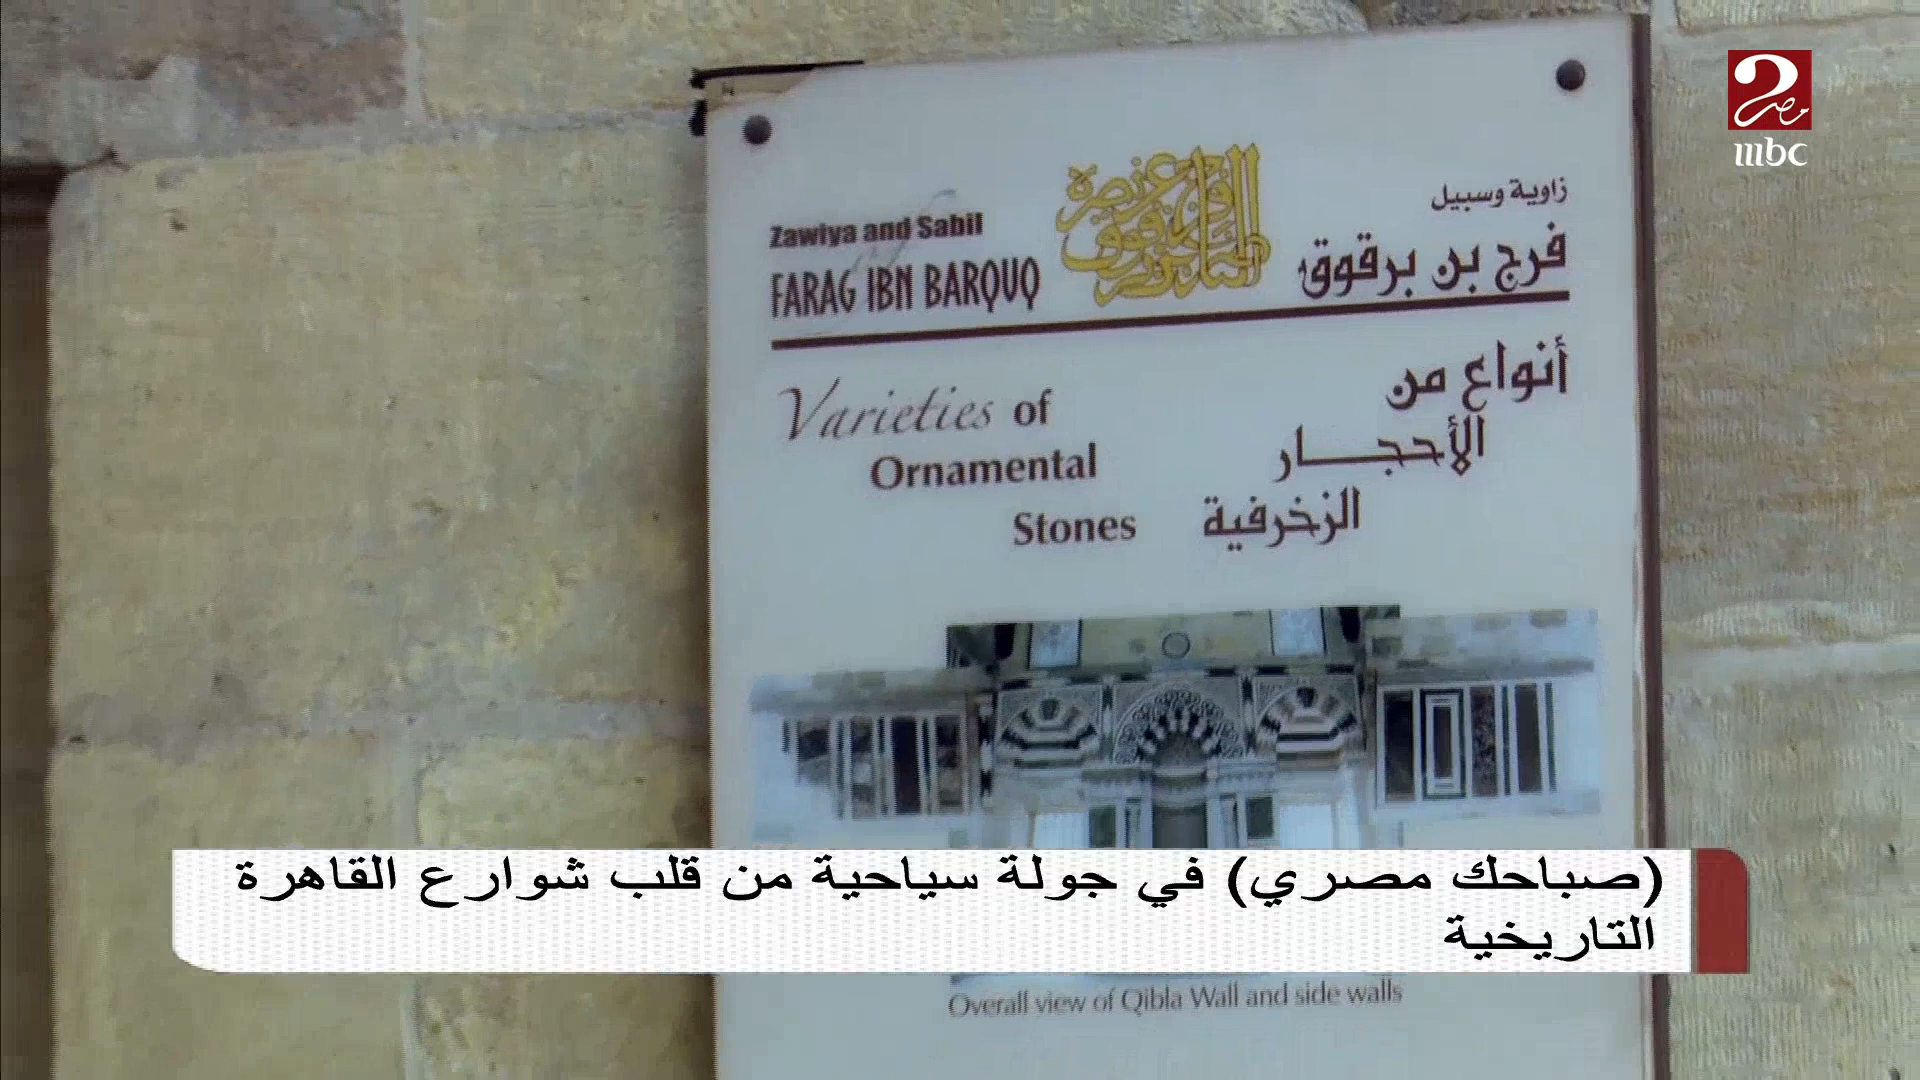 مصر
mbc
زاوية وسبيل
فرج بن برقوق
Zawiya and Sabil
FARAG IBN BARQUQ
أنواع من
الأحجار
الزخرفية
Varieties of
Ornamental
Stones
(صباحك مصري) في جولة سياحية من قلب شوارع القاهرة
التاريخية
Overall view of Qibla Wall and side walls